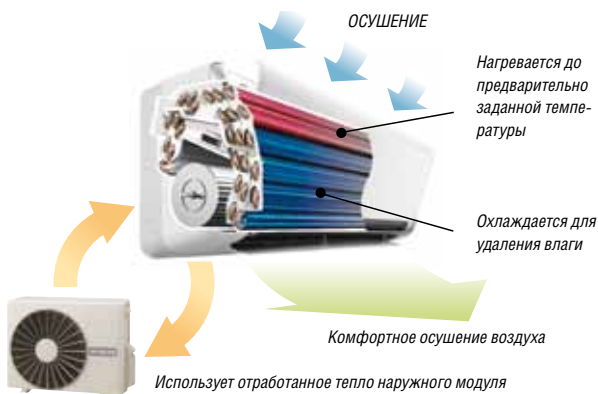 ОСУШЕНИЕ
Нагревается до
предварительно
заданной темпе-
ратуры
Охлаждается для
удаления влаги
Комфортное осушение воздуха
Использует отработанное тепло наружного модуля